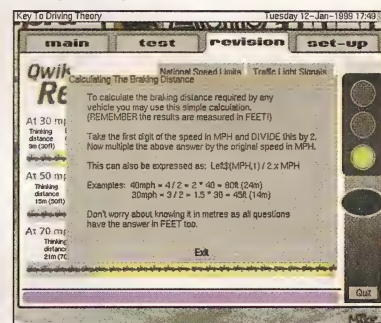 Key To Driving Theory Tuesday 12-Jan-1999 17:49
main test revision set-up
Qwik National Speed Limits Traffic Light Signals
Re
Calculating The Braking Distance
To calculate the braking distance required by any
vehicle you may use this simple calculation.
(REMEMBER the results are measured in FEET!)
Take the first digit of the speed in MPH and DIVIDE this by 2.
Now multiple the above answer by the original speed in MPH.
This can also be expressed as: Left$(MPH,1) / 2 x MPH
Examples: 40mph = 4 / 2 = 2 * 40 = 80ft (24m)
30mph = 3 / 2 = 1.5 * 30 = 45ft (14m)
Don't worry about knowing it in metres as all questions
have the answer in FEET too.
Exit
At 30 mp
Thinking
distance
9m (30ft)
At 50 mp
Thinking
distance
15m (50ft)
At 70 mp
Thinking
distance
21m (70
Quiz